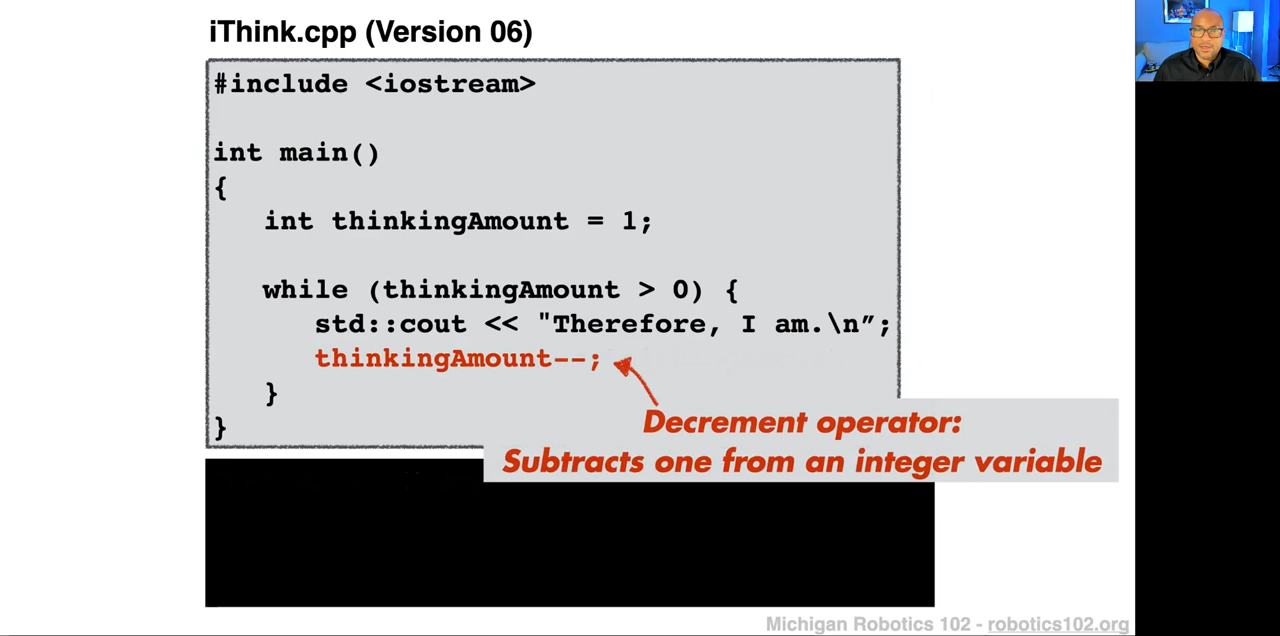 iThink.cpp (Version 06)
#include <iostream>
int main()
{
int thinkingAmount = 1;
while (thinkingAmount > 0) {
std::cout << "Therefore, I am.\n”;
thinkingAmount--;
}
}
Decrement operator:
Subtracts one from an integer variable
Michigan Robotics 102 - robotics102.org